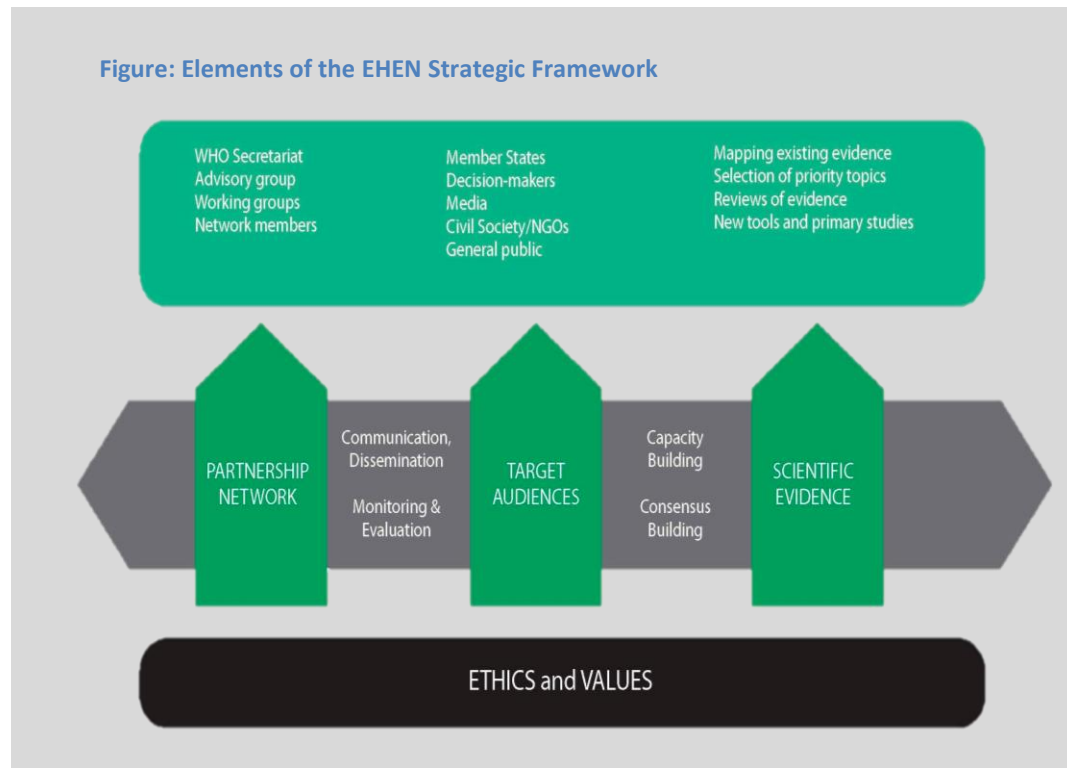 Figure: Elements of the EHEN Strategic Framework
WHO Secretariat
Advisory group
Working groups
Network members
Member States
Decision-makers
Media
Civil Society/NGOs
General public
Mapping existing evidence
Selection of priority topics
Reviews of evidence
New tools and primary studies
PARTNERSHIP
NETWORK
Communication,
Dissemination
Monitoring &
Evaluation
TARGET
AUDIENCES
Capacity
Building
Consensus
Building
SCIENTIFIC
EVIDENCE
ETHICS and VALUES